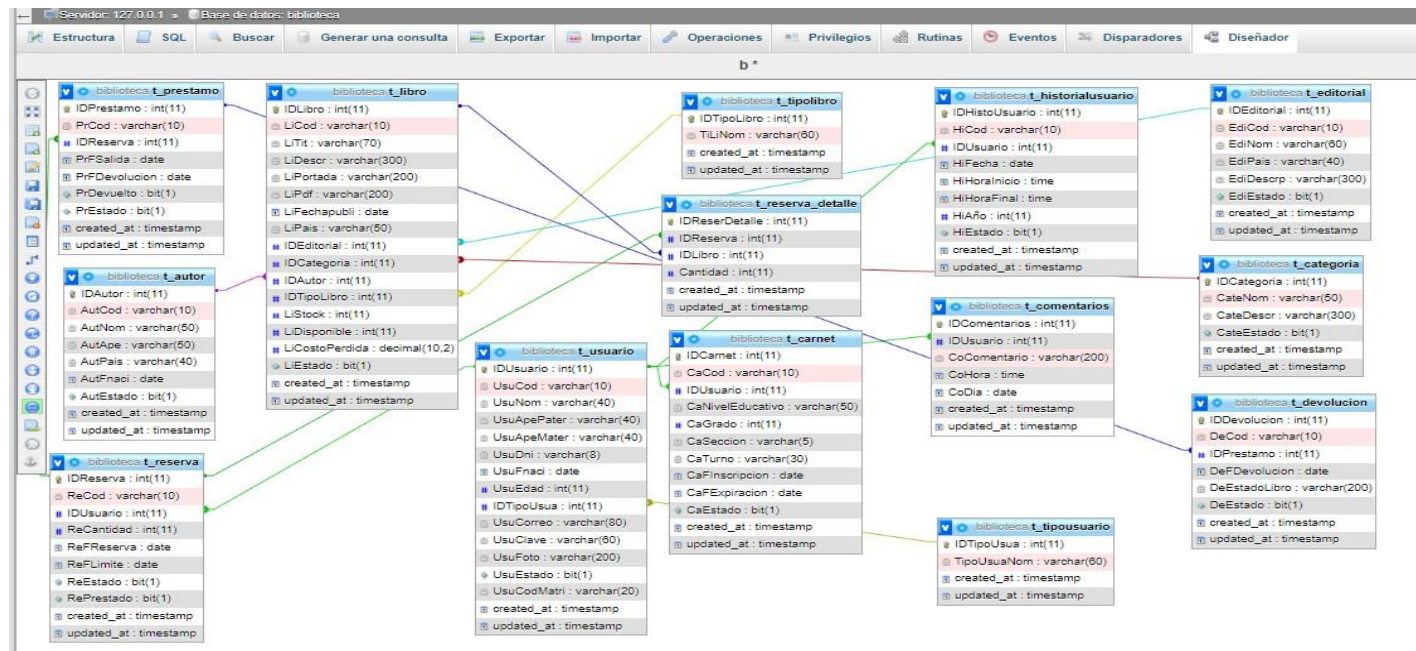 Servidor: 127.0.0.1 » Base de datos: biblioteca
Estructura SQL Buscar Generar una consulta Exportar Importar Operaciones Privilegios Rutinas Eventos Disparadores Diseñador
b *
biblioteca t_prestamo
IDPrestamo : int(11)
PrCod : varchar(10)
IDReserva : int(11)
PrFSalida : date
PrFDevolucion : date
PrDevuelto : bit(1)
PrEstado : bit(1)
created_at : timestamp
updated_at : timestamp
biblioteca t_libro
IDLibro : int(11)
LiCod : varchar(10)
LiTit : varchar(70)
LiDescr : varchar(300)
LiPortada : varchar(200)
LiPdf : varchar(200)
LiFechapubli : date
LiPais : varchar(50)
IDEditorial : int(11)
IDCategoria : int(11)
IDAutor : int(11)
IDTipoLibro : int(11)
LiStock : int(11)
LiDisponible : int(11)
LiCostoPerdida : decimal(10,2)
LiEstado : bit(1)
created_at : timestamp
updated_at : timestamp
biblioteca t_tipolibro
IDTipoLibro : int(11)
TiLiNom : varchar(60)
created_at : timestamp
updated_at : timestamp
biblioteca t_historialusuario
IDHistoUsuario : int(11)
HiCod : varchar(10)
IDUsuario : int(11)
HiFecha : date
HiHoraInicio : time
HiHoraFinal : time
HiAño : int(11)
HiEstado : bit(1)
created_at : timestamp
updated_at : timestamp
biblioteca t_editorial
IDEditorial : int(11)
EdiCod : varchar(10)
EdiNom : varchar(60)
EdiPais : varchar(40)
EdiDescrp : varchar(300)
EdiEstado : bit(1)
created_at : timestamp
updated_at : timestamp
biblioteca t_reserva_detalle
IDReserDetalle : int(11)
IDReserva : int(11)
IDLibro : int(11)
Cantidad : int(11)
created_at : timestamp
updated_at : timestamp
biblioteca t_autor
IDAutor : int(11)
AutCod : varchar(10)
AutNom : varchar(50)
AutApe : varchar(50)
AutPais : varchar(40)
AutFnaci : date
AutEstado : bit(1)
created_at : timestamp
updated_at : timestamp
biblioteca t_categoria
IDCategoria : int(11)
CateNom : varchar(50)
CateDescr : varchar(300)
CateEstado : bit(1)
created_at : timestamp
updated_at : timestamp
biblioteca t_comentarios
IDComentarios : int(11)
IDUsuario : int(11)
CoComentario : varchar(200)
CoHora : time
CoDia : date
created_at : timestamp
updated_at : timestamp
biblioteca t_usuario
IDUsuario : int(11)
UsuCod : varchar(10)
UsuNom : varchar(40)
UsuApePater : varchar(40)
UsuApeMater : varchar(40)
UsuDni : varchar(8)
UsuFnaci : date
UsuEdad : int(11)
IDTipoUsua : int(11)
UsuCorreo : varchar(80)
UsuClave : varchar(60)
UsuFoto : varchar(200)
UsuEstado : bit(1)
UsuCodMatri : varchar(20)
created_at : timestamp
updated_at : timestamp
biblioteca t_carnet
IDCarnet : int(11)
CaCod : varchar(10)
IDUsuario : int(11)
CaNivelEducativo : varchar(50)
CaGrado : int(11)
CaSeccion : varchar(5)
CaTurno : varchar(30)
CaFInscripcion : date
CaFExpiracion : date
CaEstado : bit(1)
created_at : timestamp
updated_at : timestamp
biblioteca t_devolucion
IDDevolucion : int(11)
DeCod : varchar(10)
IDPrestamo : int(11)
DeFDevolucion : date
DeEstadoLibro : varchar(200)
DeEstado : bit(1)
created_at : timestamp
updated_at : timestamp
biblioteca t_reserva
IDReserva : int(11)
ReCod : varchar(10)
IDUsuario : int(11)
ReCantidad : int(11)
ReFReserva : date
ReFLimite : date
ReEstado : bit(1)
RePrestado : bit(1)
created_at : timestamp
updated_at : timestamp
biblioteca t_tipousuario
IDTipoUsua : int(11)
TipoUsuaNom : varchar(60)
created_at : timestamp
updated_at : timestamp